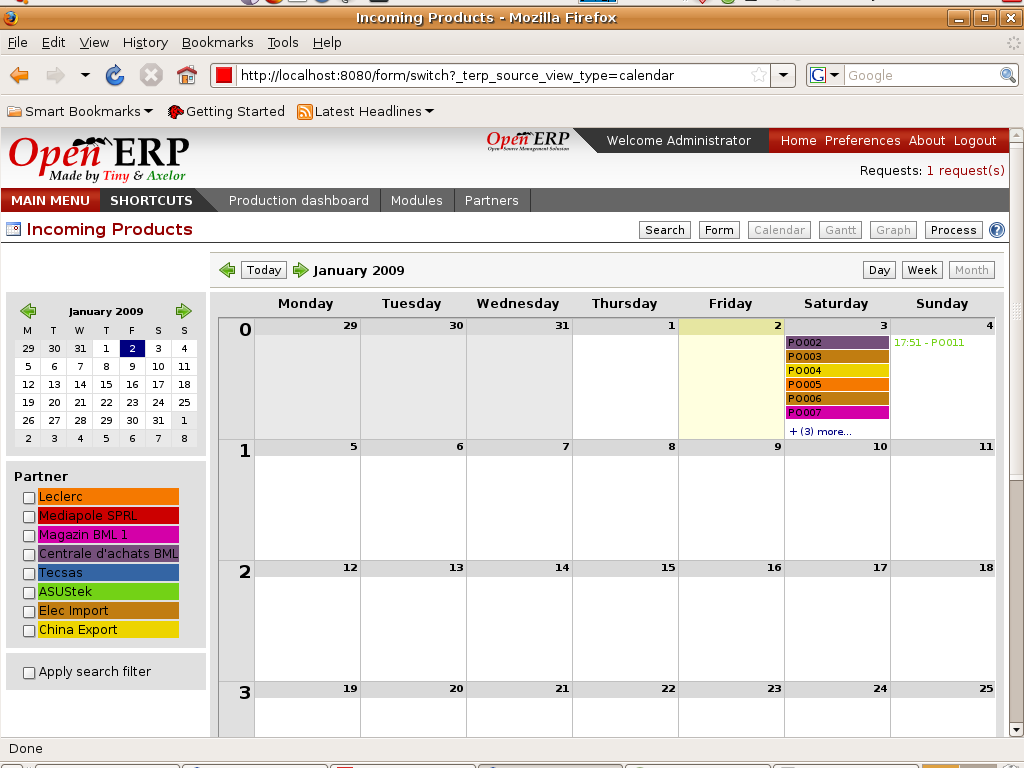 Incoming Products - Mozilla Firefox
File Edit View History Bookmarks Tools Help
http://localhost:8080/form/switch?_terp_source_view_type=calendar
G Google
Smart Bookmarks Getting Started Latest Headlines
Open ERP
Made by Tiny & Axelor
Open ERP
Open Source Management Solution
Welcome Administrator
Home Preferences About Logout
Requests: 1 request(s)
MAIN MENU SHORTCUTS Production dashboard Modules Partners
Incoming Products
Search Form Calendar Gantt Graph Process ?
Today January 2009 Day Week Month
January 2009
M T W T F S S
29 30 31 1 2 3 4
5 6 7 8 9 10 11
12 13 14 15 16 17 18
19 20 21 22 23 24 25
26 27 28 29 30 31 1
2 3 4 5 6 7 8
Partner
Leclerc
Mediapole SPRL
Magazin BML 1
Centrale d'achats BML
Tecsas
ASUStek
Elec Import
China Export
Apply search filter
Monday Tuesday Wednesday Thursday Friday Saturday Sunday
0 29 30 31 1 2 3 4
PO002
PO003
PO004
PO005
PO006
PO007
+ (3) more...
17:51 - PO011
1 5 6 7 8 9 10 11
2 12 13 14 15 16 17 18
3 19 20 21 22 23 24 25
Done